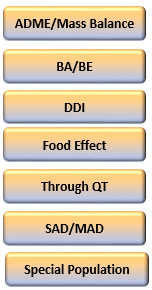 ADME/Mass Balance
BA/BE
DDI
Food Effect
Through QT
SAD/MAD
Special Population